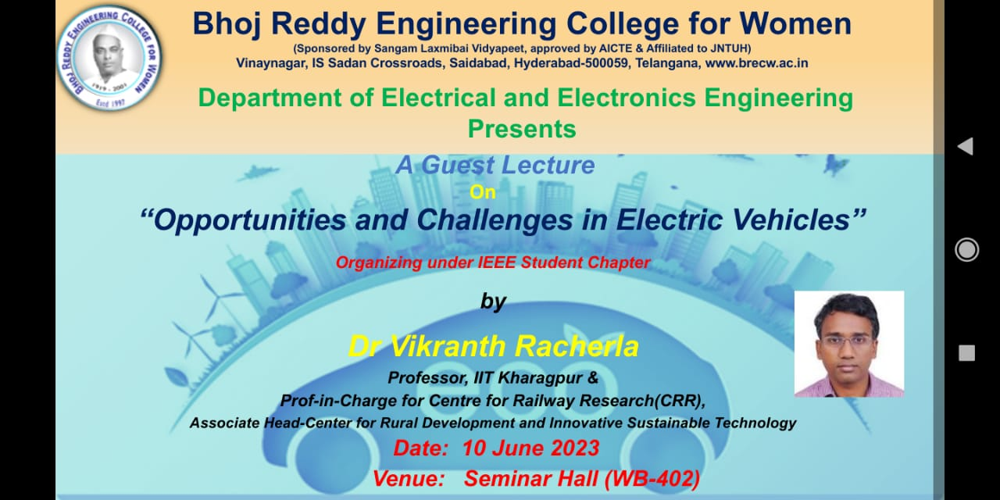 BHOJ REDDY ENGINEERING COLLEGE FOR WOMEN
1919 - 2001
Estd 1997
Bhoj Reddy Engineering College for Women
(Sponsored by Sangam Laxmibai Vidyapeet, approved by AICTE & Affiliated to JNTUH)
Vinaynagar, IS Sadan Crossroads, Saidabad, Hyderabad-500059, Telangana, www.brecw.ac.in
Department of Electrical and Electronics Engineering
Presents
A Guest Lecture
On
“Opportunities and Challenges in Electric Vehicles”
Organizing under IEEE Student Chapter
by
Dr Vikranth Racherla
eco
Professor, IIT Kharagpur &
Prof-in-Charge for Centre for Railway Research(CRR),
Associate Head-Center for Rural Development and Innovative Sustainable Technology
Date: 10 June 2023
Venue: Seminar Hall (WB-402)